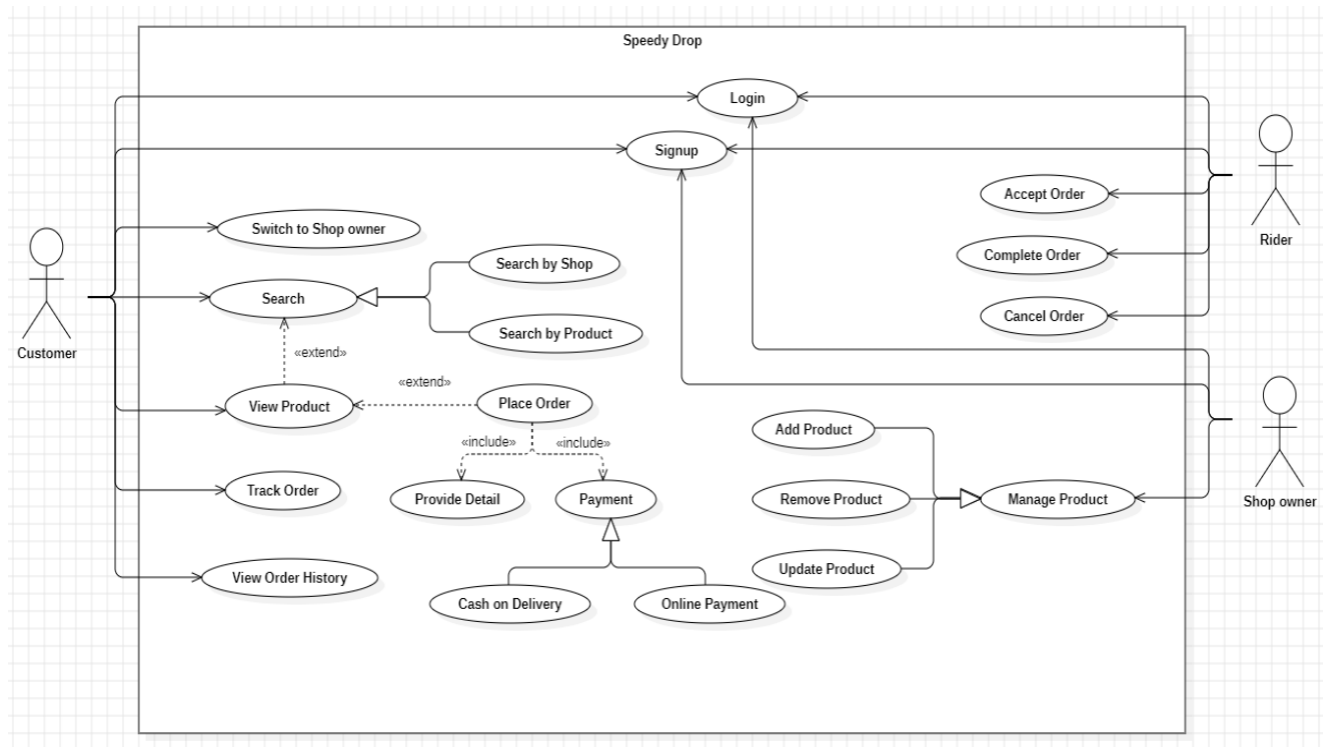 Speedy Drop
Login
Signup
Accept Order
Rider
Switch to Shop owner
Complete Order
Search by Shop
Search
Cancel Order
Search by Product
Customer
«extend»
«extend»
View Product
Place Order
Add Product
«include»
«include»
Track Order
Provide Detail
Payment
Remove Product
Manage Product
Shop owner
Update Product
View Order History
Cash on Delivery
Online Payment